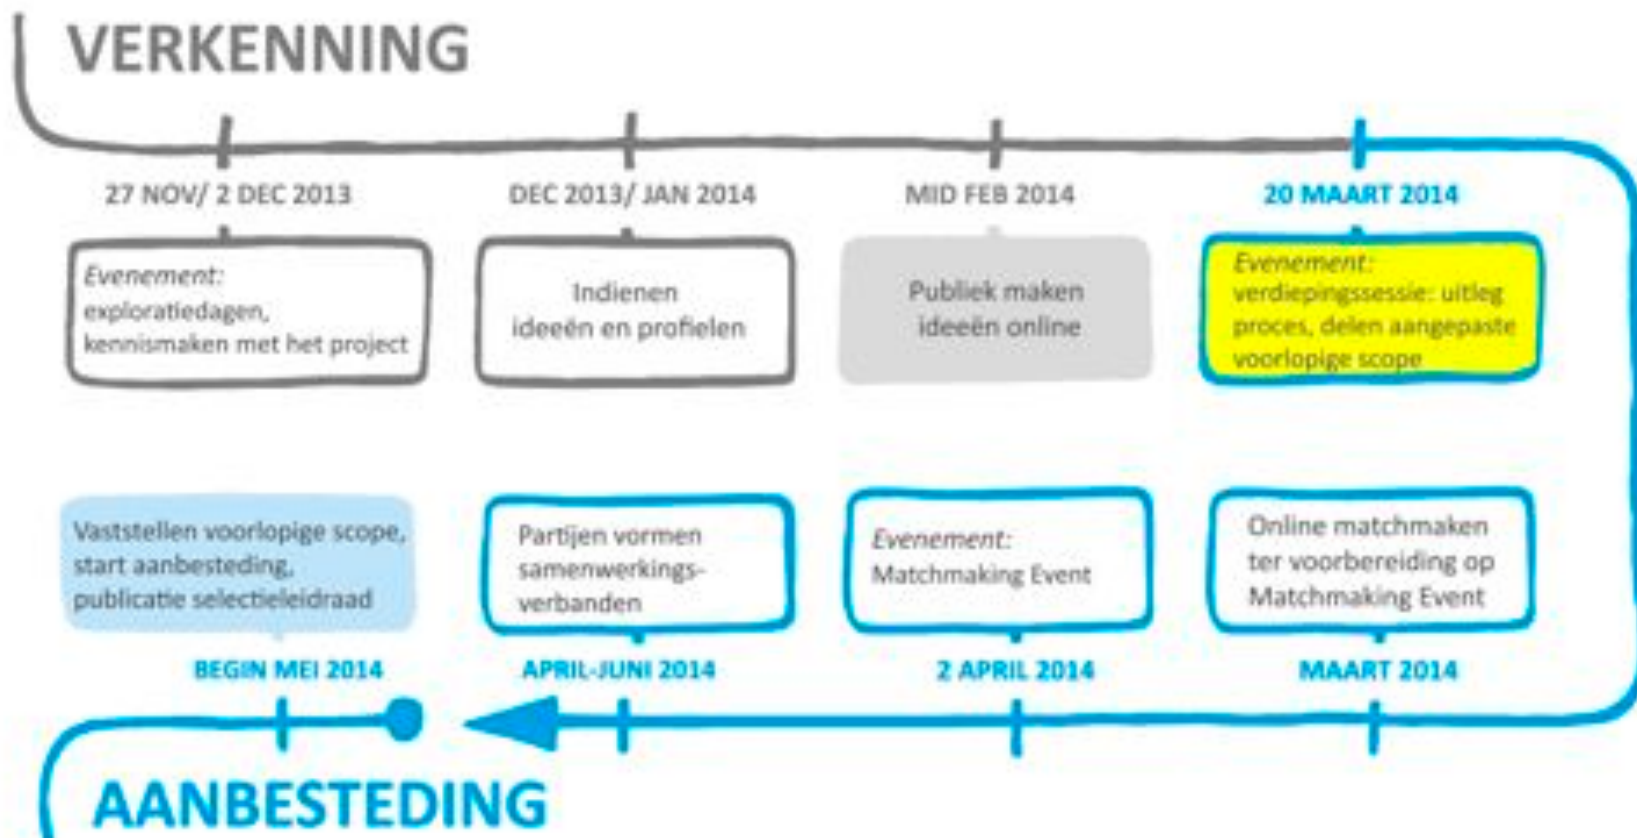 VERKENNING
27 NOV/ 2 DEC 2013
Evenement:
exploratiedagen,
kennismaken met het project
DEC 2013/ JAN 2014
Indienen
ideeën en profielen
MID FEB 2014
Publiek maken
ideeën online
20 MAART 2014
Evenement:
verdiepingssessie: uitleg
proces, delen aangepaste
voorlopige scope
Online matchmaken
ter voorbereiding op
Matchmaking Event
MAART 2014
Evenement:
Matchmaking Event
2 APRIL 2014
Partijen vormen
samenwerkings-
verbanden
APRIL-JUNI 2014
Vaststellen voorlopige scope,
start aanbesteding,
publicatie selectieleidraad
BEGIN MEI 2014
AANBESTEDING